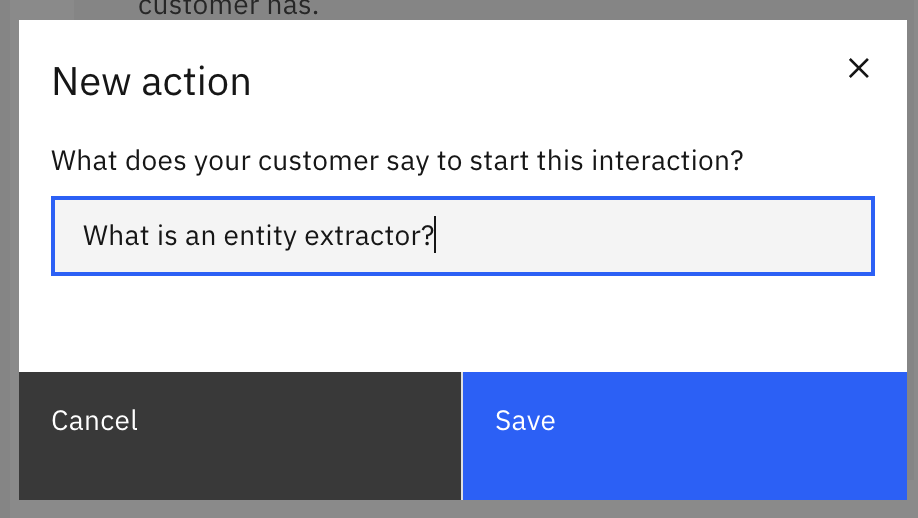 customer has.
New action
What does your customer say to start this interaction?
What is an entity extractor?
Cancel
Save